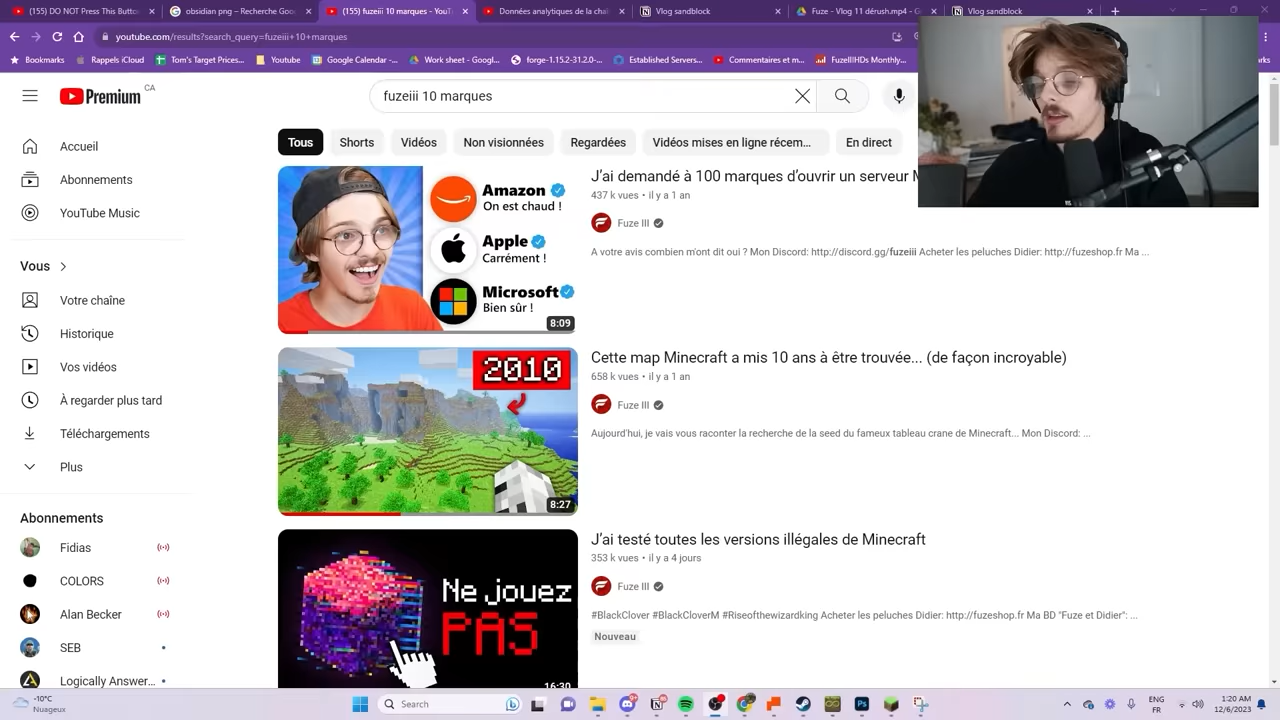 (155) DO NOT Press this Button
obsidian png - Google Search
(155) fuzeiii 10 marques
Données analytiques de la ch
N | SLK
Fuze - Vlog 11-
youtube.com/results?search_query=fuzeiii+10+marques
Bookmarks
Rappels iCloud
Tom's Target Prices...
Youtube
Google Calendar -...
Work sheet - Googl...
forge-1.15.2-31.2.0-...
Established Servers...
Commentaires et m...
FuzeIIIHDs Monthly...
Premium CA
fuzeiii 10 marques
Tous
Shorts
Vidéos
Non visionnées
Regardées
Vidéos mises en ligne récem...
En direct
Accueil
Abonnements
YouTube Music
Vous
Votre chaîne
Historique
Vos vidéos
À regarder plus tard
Téléchargements
Plus
Abonnements
Fidias
COLORS
Alan Becker
SEB
Logically Answer...
Amazon
On est chaud !
Apple
Carrément !
Microsoft
Bien sûr !
8:09
J'ai demandé à 100 marques d'ouvrir un serveur M
437 k vues • il y a 1 an
Fuze III
A votre avis combien m'ont dit oui ? Mon Discord: http://discord.gg/fuzeiii Acheter les peluches Didier: http://fuzeshop.fr Ma ...
2010
8:27
Cette map Minecraft a mis 10 ans à être trouvée... (de façon incroyable)
658 k vues • il y a 1 an
Fuze III
Aujourd'hui, je vais vous raconter la recherche de la seed du fameux tableau crane de Minecraft... Mon Discord: ...
Ne jouez
PAS
16:30
J'ai testé toutes les versions illégales de Minecraft
353 k vues • il y a 4 jours
Fuze III
#BlackClover #BlackCloverM #Riseofthewizardking Acheter les peluches Didier: http://fuzeshop.fr Ma BD "Fuze et Didier": ...
Nouveau
-10°C
Nuageux
Search
ENG
FR
1:20 AM
12/6/2023